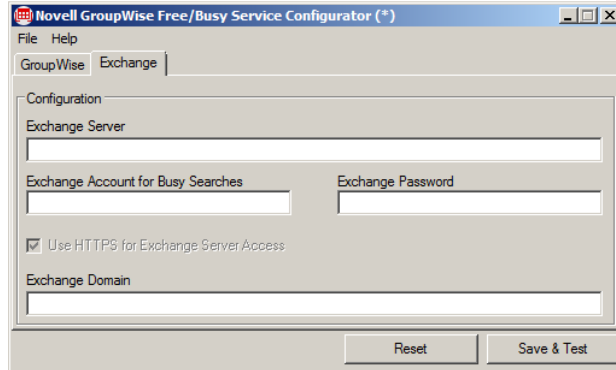 Novell GroupWise Free/Busy Service Configurator (*)
File Help
GroupWise Exchange
Configuration
Exchange Server
Exchange Account for Busy Searches Exchange Password
Use HTTPS for Exchange Server Access
Exchange Domain
Reset Save & Test